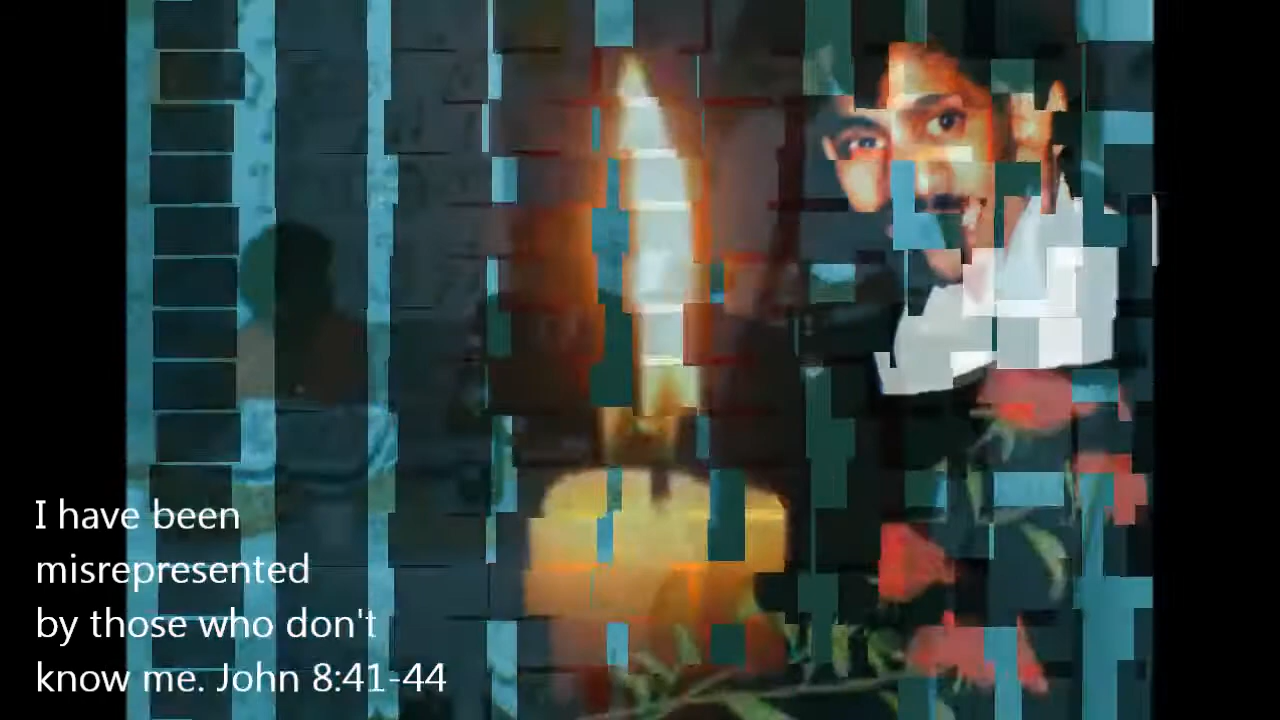 I have been
misrepresented
by those who don't
know me. John 8:41-44